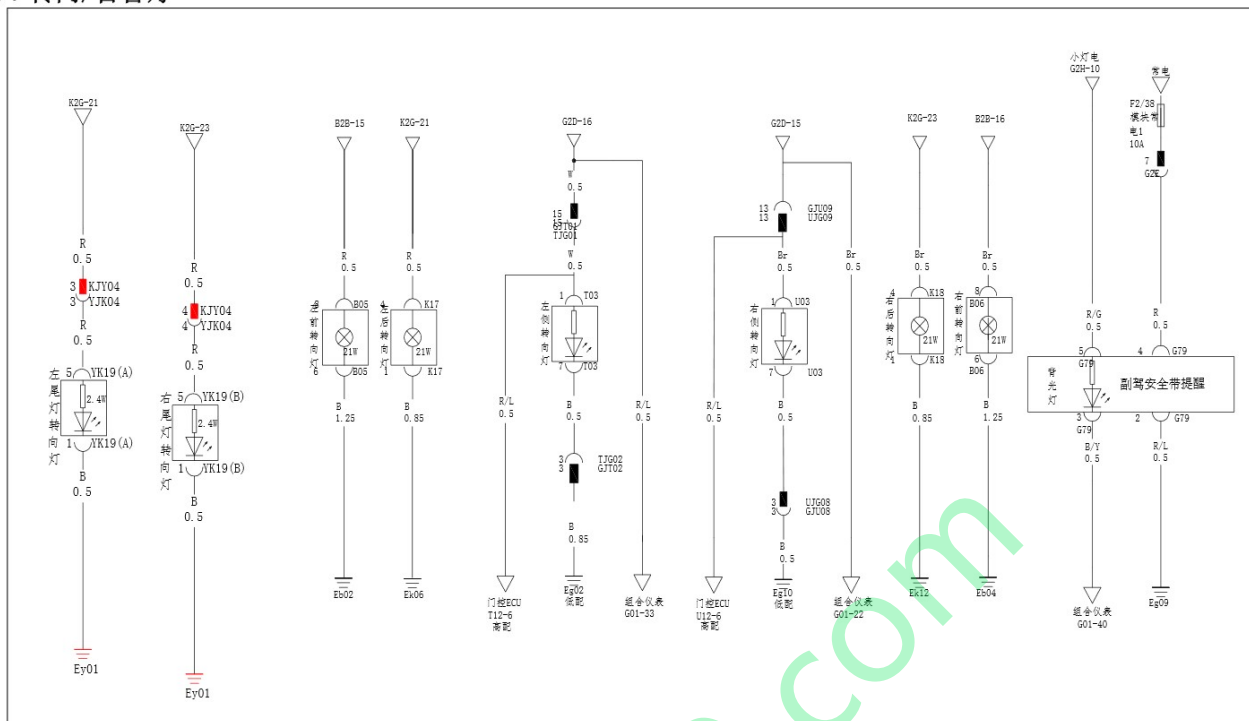 K2G-21
R
0.5
3 KJY04
3 YJK04
R
0.5
5 YK19(A)
左尾灯转向灯
2.4W
1 YK19(A)
B
0.5
Ey01
K2G-23
R
0.5
4 KJY04
4 YJK04
R
0.5
5 YK19(B)
右尾灯转向灯
2.4W
1 YK19(B)
B
0.5
Ey01
B2B-15
R
0.5
B05
左前转向灯
21W
6 B05
B
1.25
Eb02
K2G-21
R
0.5
4 K17
左后转向灯
21W
1 K17
B
0.85
Ek06
G2D-16
W
0.5
15 GJT01
15 TJG01
W
0.5
R/L
0.5
门控ECU
T12-6
高配
1 T03
左侧转向灯
7 T03
B
0.5
3 TJG02
3 GJT02
B
0.85
Eg02
低配
R/L
0.5
组合仪表
G01-33
G2D-15
13 GJU09
13 UJG09
R/L
0.5
门控ECU
U12-6
高配
Br
0.5
1 U03
右侧转向灯
7 U03
B
0.5
3 UJG08
3 GJU08
B
0.5
Eg10
低配
Br
0.5
组合仪表
G01-22
K2G-23
Br
0.5
4 K18
右后转向灯
21W
1 K18
B
0.85
Ek12
B2B-16
Br
0.5
8 B06
右前转向灯
21W
6 B06
B
1.25
Eb04
小灯电
G2H-10
R/G
0.5
5 G79
背光灯
3 G79
B/Y
0.5
组合仪表
G01-40
常电
F2/38
模块常
电1
10A
7
R
0.5
4 G79
副驾安全带提醒
2 G79
R/L
0.5
Eg09
com